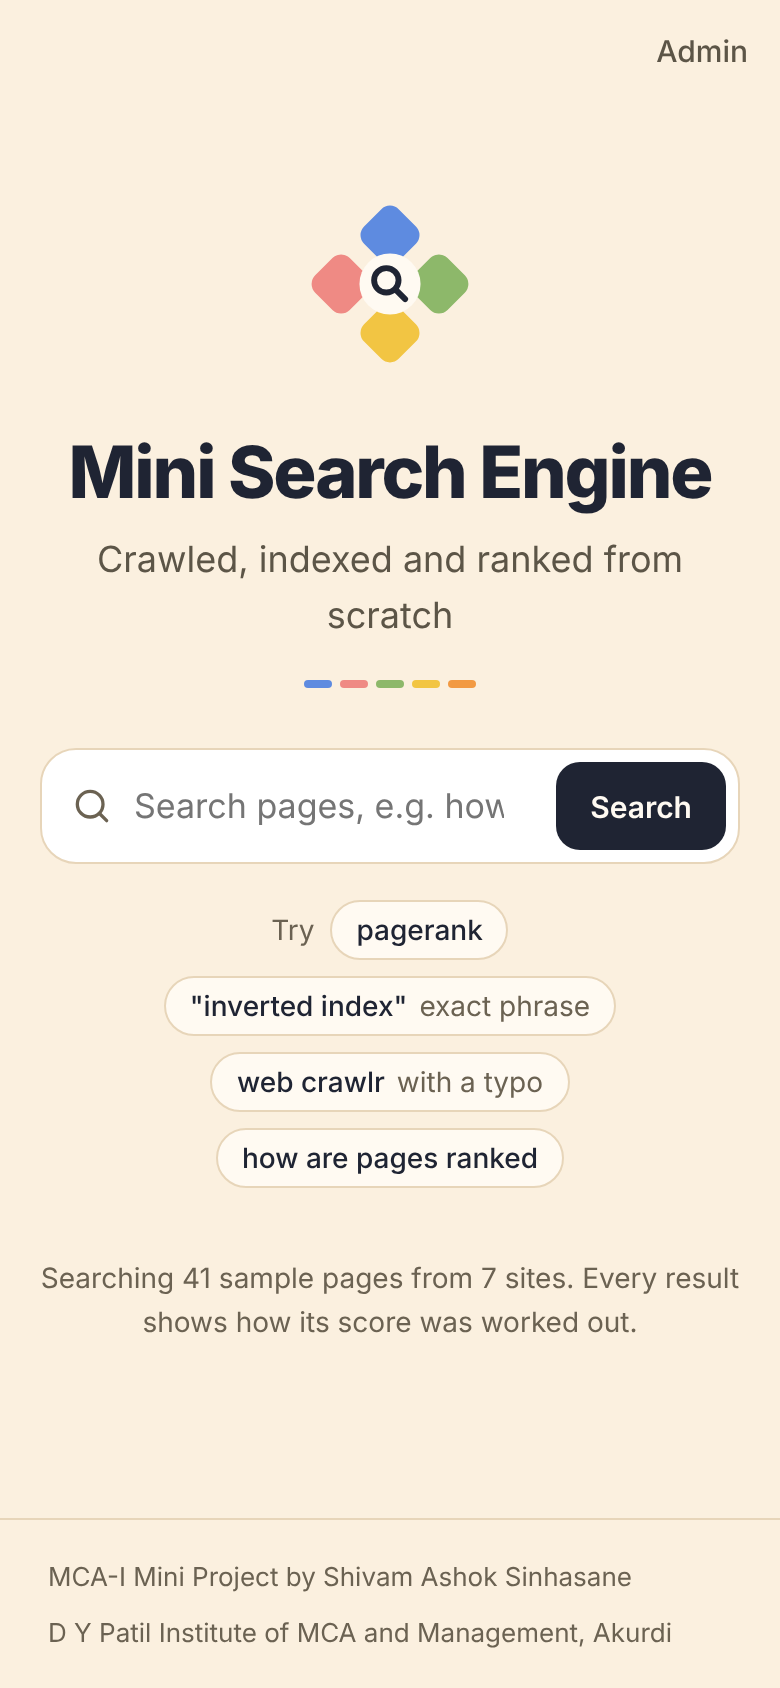 Admin
Mini Search Engine
Crawled, indexed and ranked from
scratch
Search pages, e.g. how
Search
Try pagerank
"inverted index" exact phrase
web crawlr with a typo
how are pages ranked
Searching 41 sample pages from 7 sites. Every result
shows how its score was worked out.
MCA-I Mini Project by Shivam Ashok Sinhasane
D Y Patil Institute of MCA and Management, Akurdi